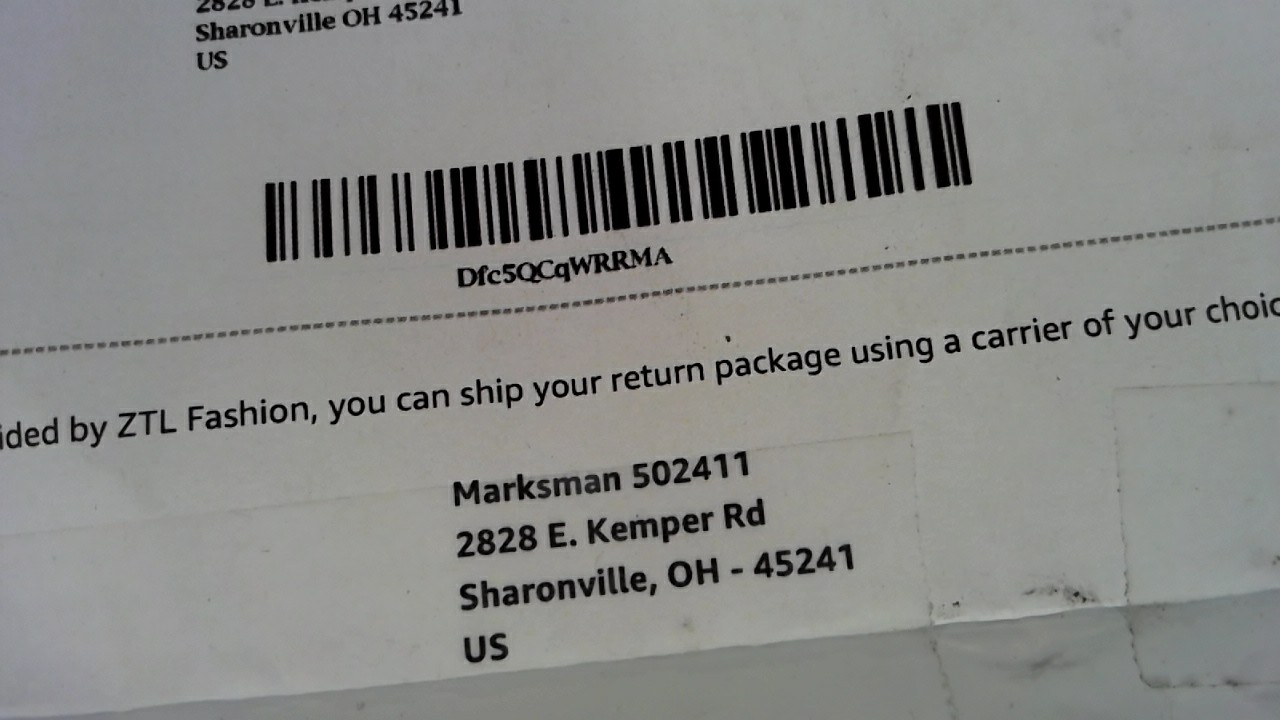 2828 E.
Sharonville OH 45241
US
Dfc5QCqWRRMA
ided by ZTL Fashion, you can ship your return package using a carrier of your choic
Marksman 502411
2828 E. Kemper Rd
Sharonville, OH - 45241
US